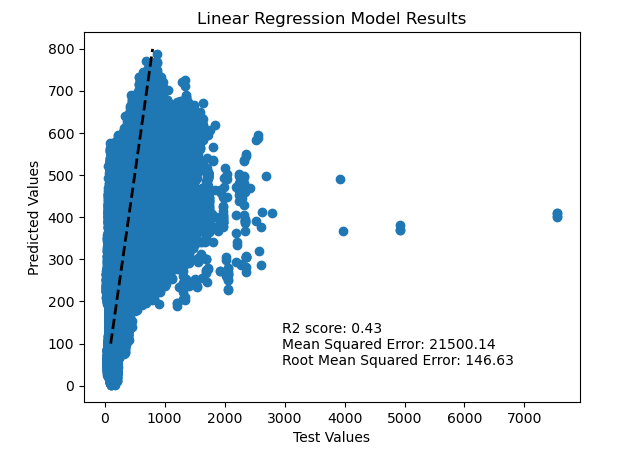 Linear Regression Model Results
Predicted Values
800
700
600
500
400
300
200
100
0
R2 score: 0.43
Mean Squared Error: 21500.14
Root Mean Squared Error: 146.63
0 1000 2000 3000 4000 5000 6000 7000
Test Values